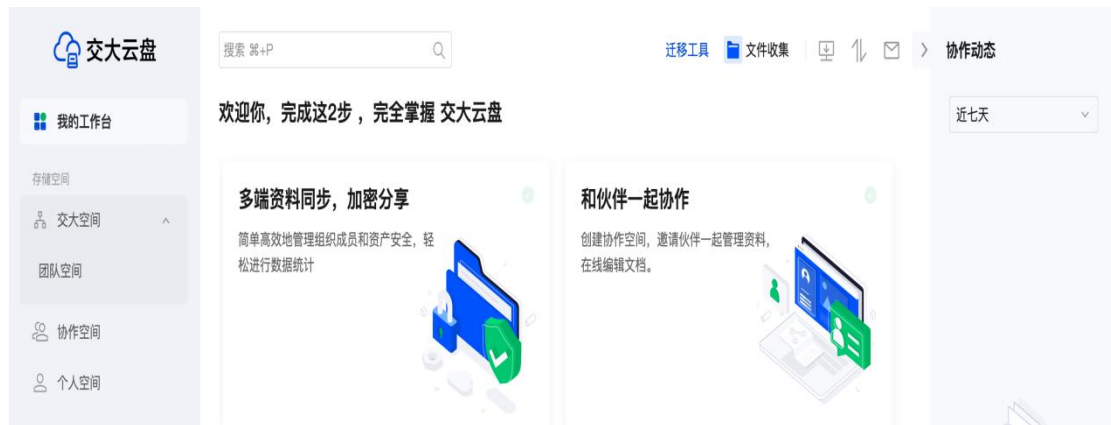 交大云盘
搜索 ⌘+P
迁移工具
文件收集
协作动态
我的工作台
欢迎你，完成这2步 ，完全掌握 交大云盘
近七天
存储空间
交大空间
团队空间
协作空间
个人空间
多端资料同步，加密分享
简单高效地管理组织成员和资产安全，轻
松进行数据统计
和伙伴一起协作
创建协作空间，邀请伙伴一起管理资料，
在线编辑文档。